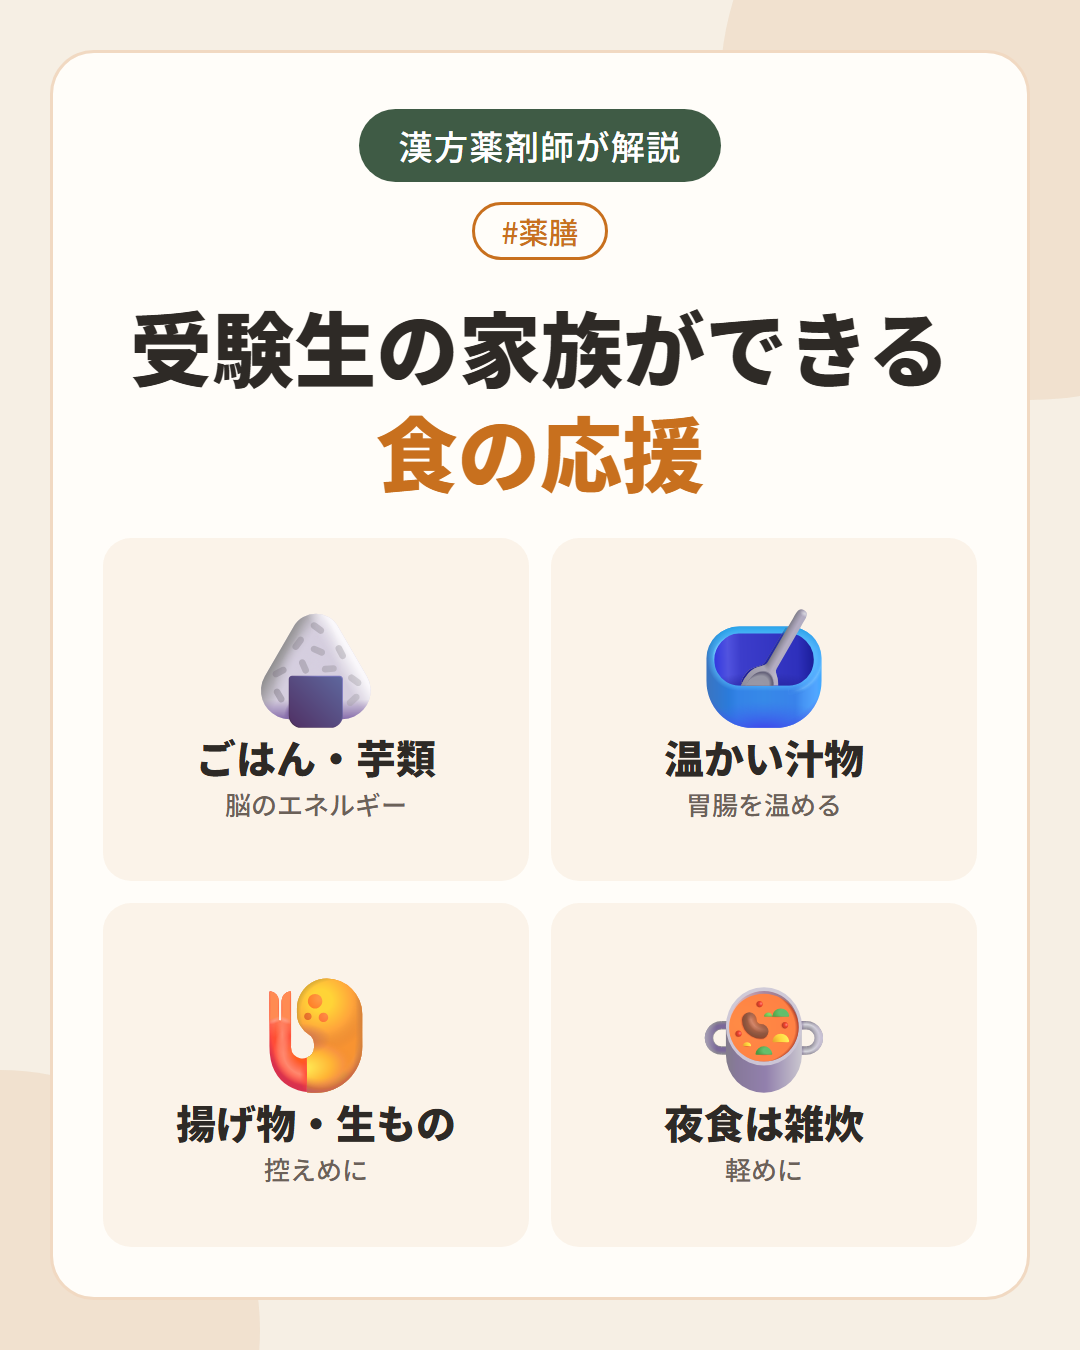 漢方薬剤師が解説
#薬膳
受験生の家族ができる
食の応援
ごはん・芋類
脳のエネルギー
温かい汁物
胃腸を温める
揚げ物・生もの
控えめに
夜食は雑炊
軽めに